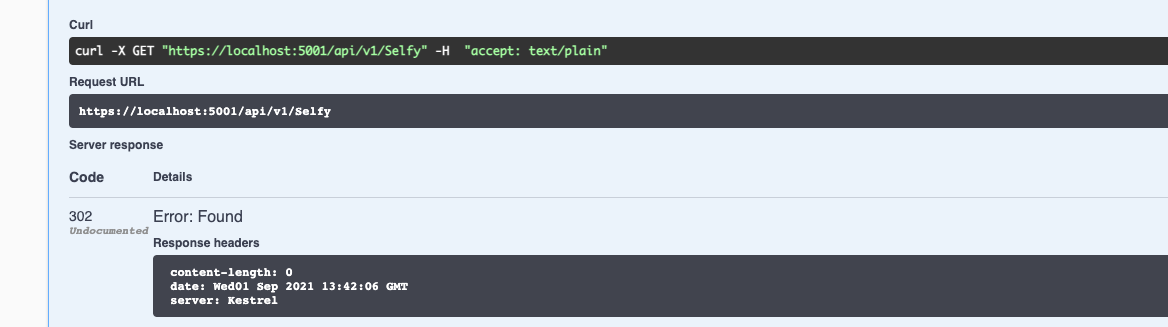 Curl
curl -X GET "https://localhost:5001/api/v1/Selfy" -H  "accept: text/plain"
Request URL
https://localhost:5001/api/v1/Selfy
Server response
Code Details
302 Error: Found
Undocumented
Response headers
content-length: 0
date: Wed01 Sep 2021 13:42:06 GMT
server: Kestrel